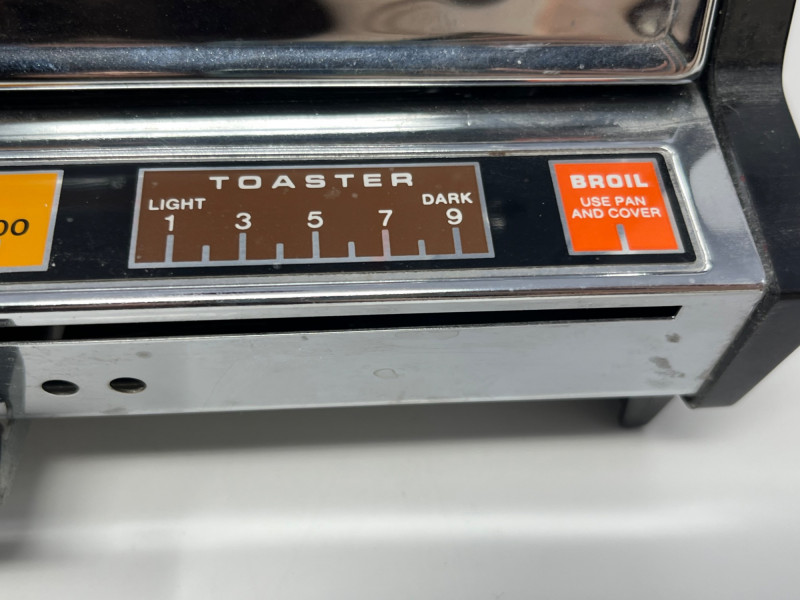 TOASTER
LIGHT DARK
1 3 5 7 9
BROIL
USE PAN
AND COVER